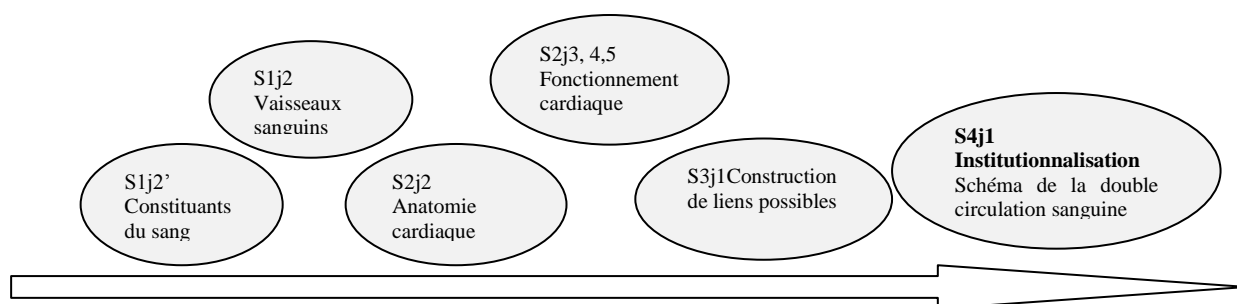 S1j2'
Constituants
du sang
S1j2
Vaisseaux
sanguins
S2j2
Anatomie
cardiaque
S2j3, 4,5
Fonctionnement
cardiaque
S3j1Construction
de liens possibles
S4j1
Institutionnalisation
Schéma de la double
circulation sanguine